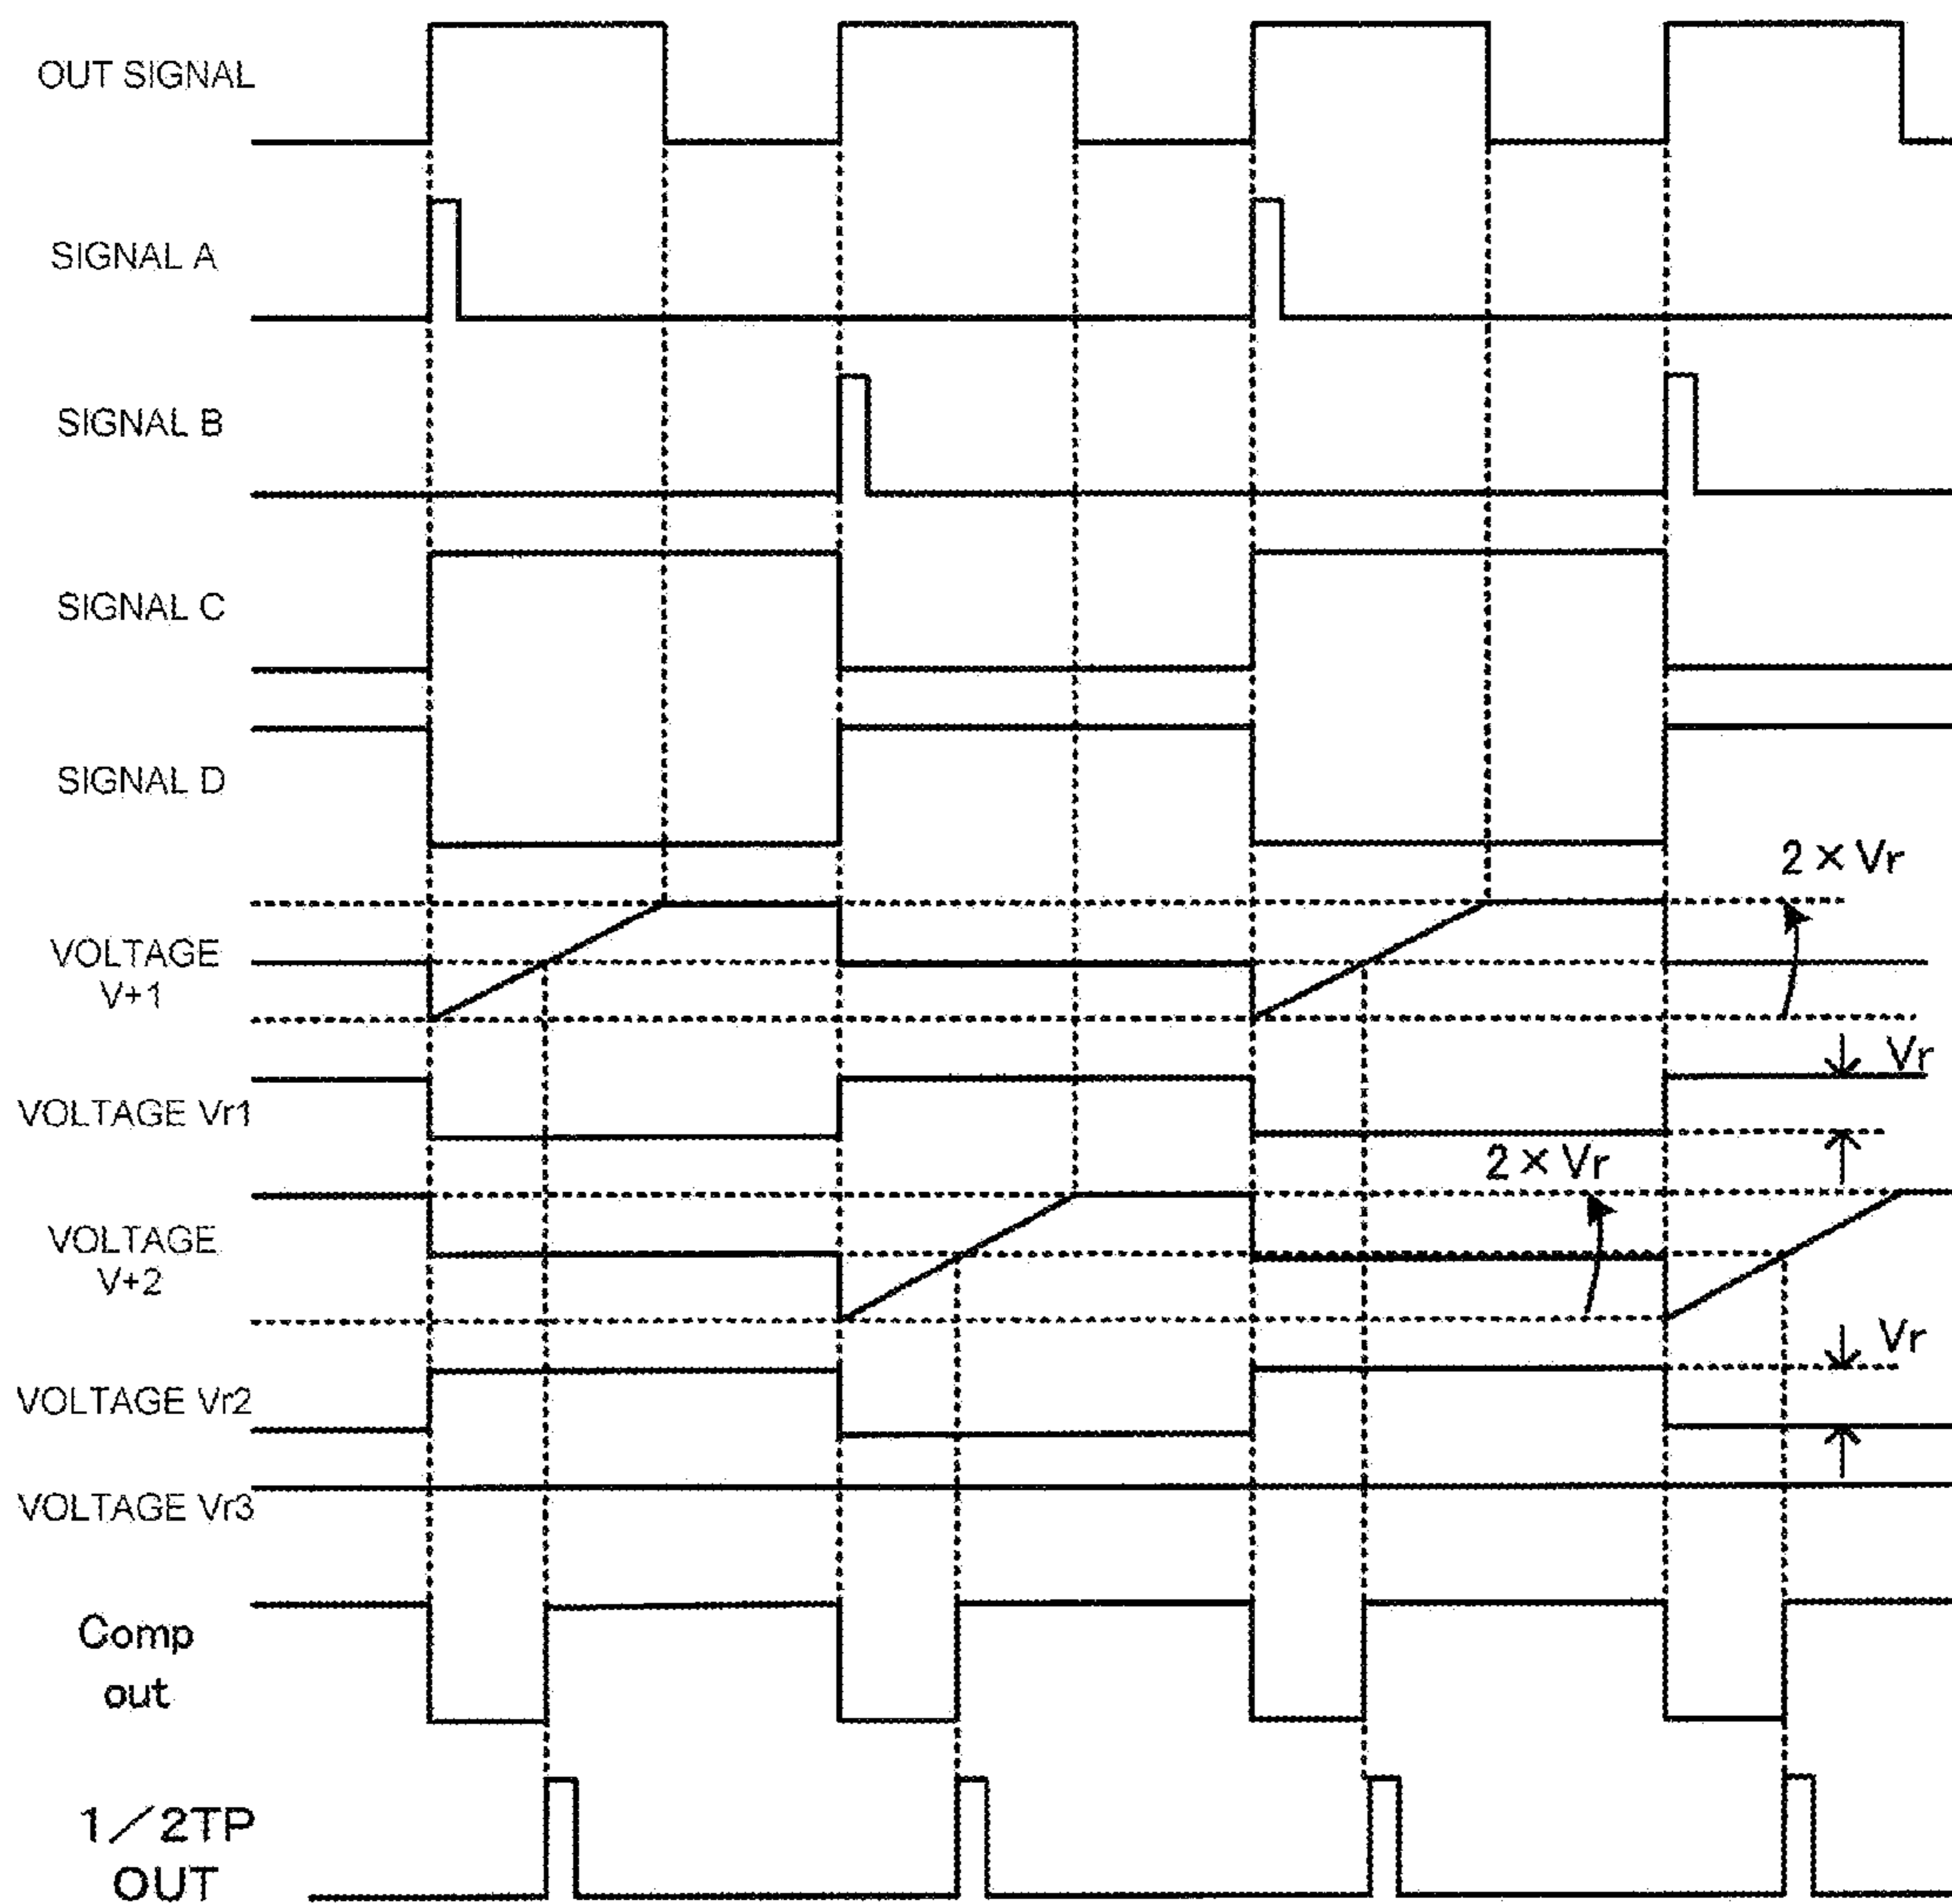 OUT SIGNAL
SIGNAL A
SIGNAL B
SIGNAL C
SIGNAL D
2 × Vr
VOLTAGE
V+1
Vr
VOLTAGE Vr1
2 × Vr
VOLTAGE
V+2
Vr
VOLTAGE Vr2
VOLTAGE Vr3
Comp
out
1/2TP
OUT